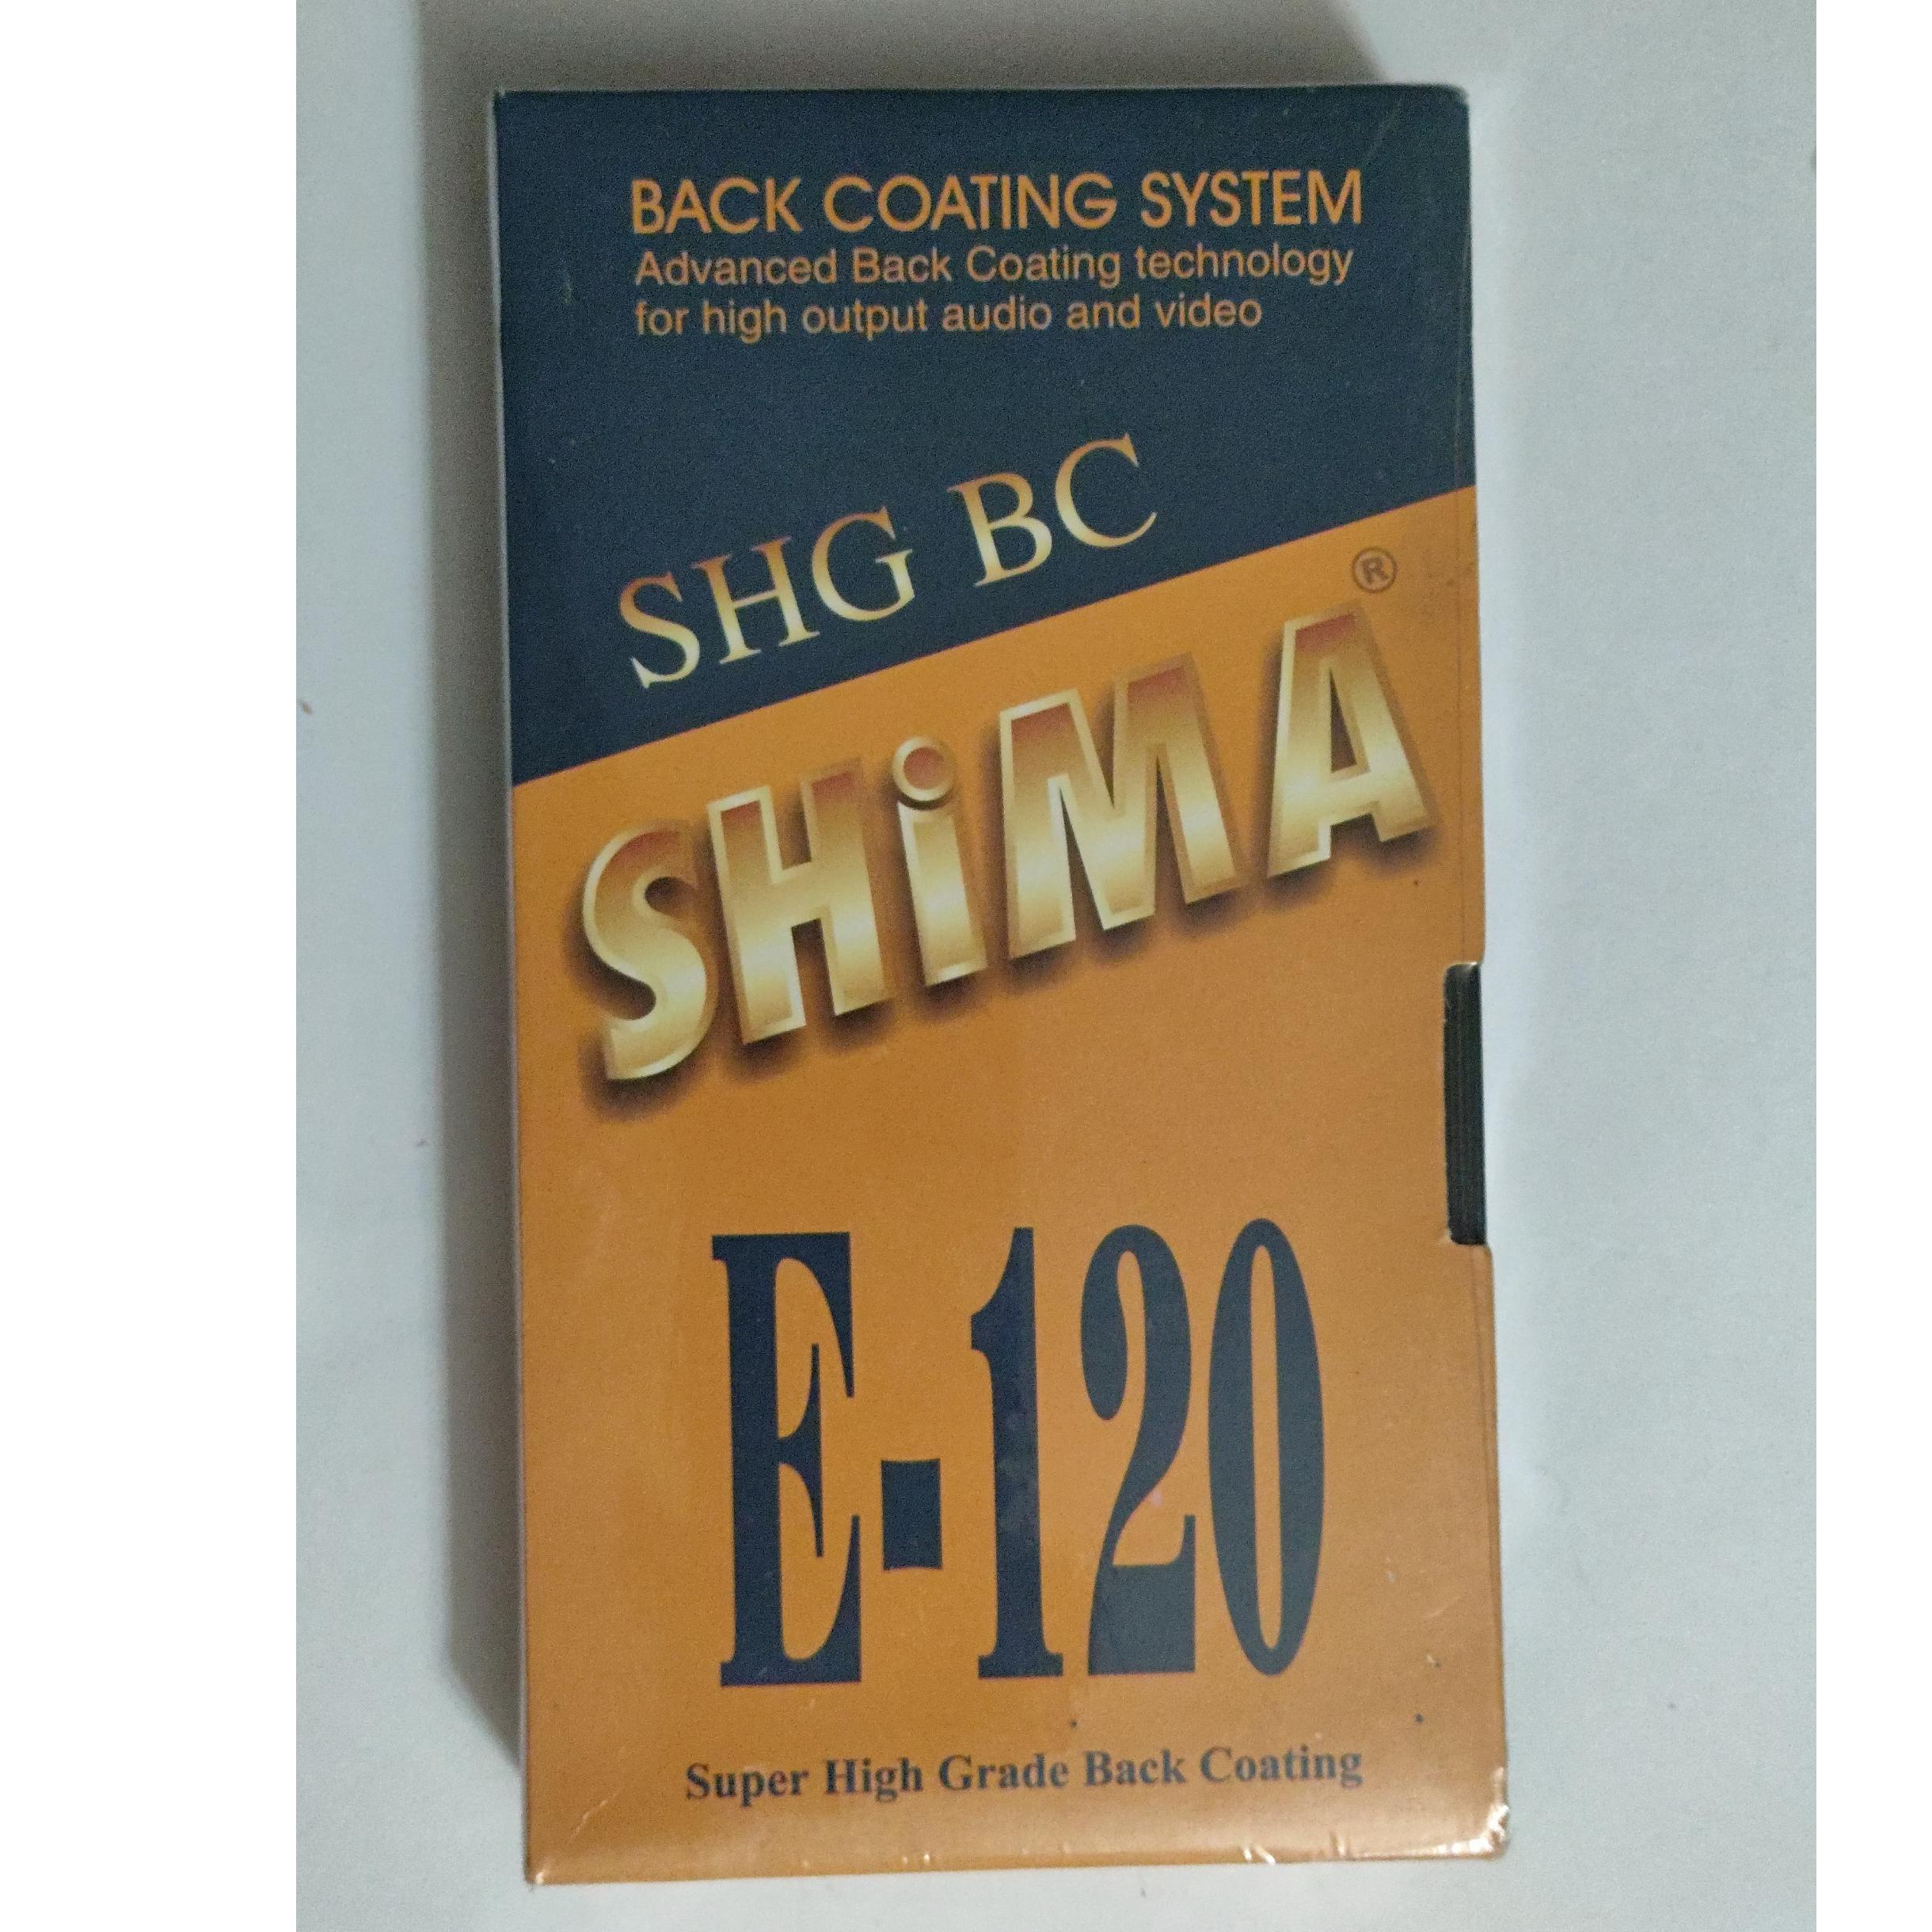 BACK COATING SYSTEM
Advanced Back Coating technology
for high output audio and video
SHG BC
SHiMA®
E-120
Super High Grade Back Coating